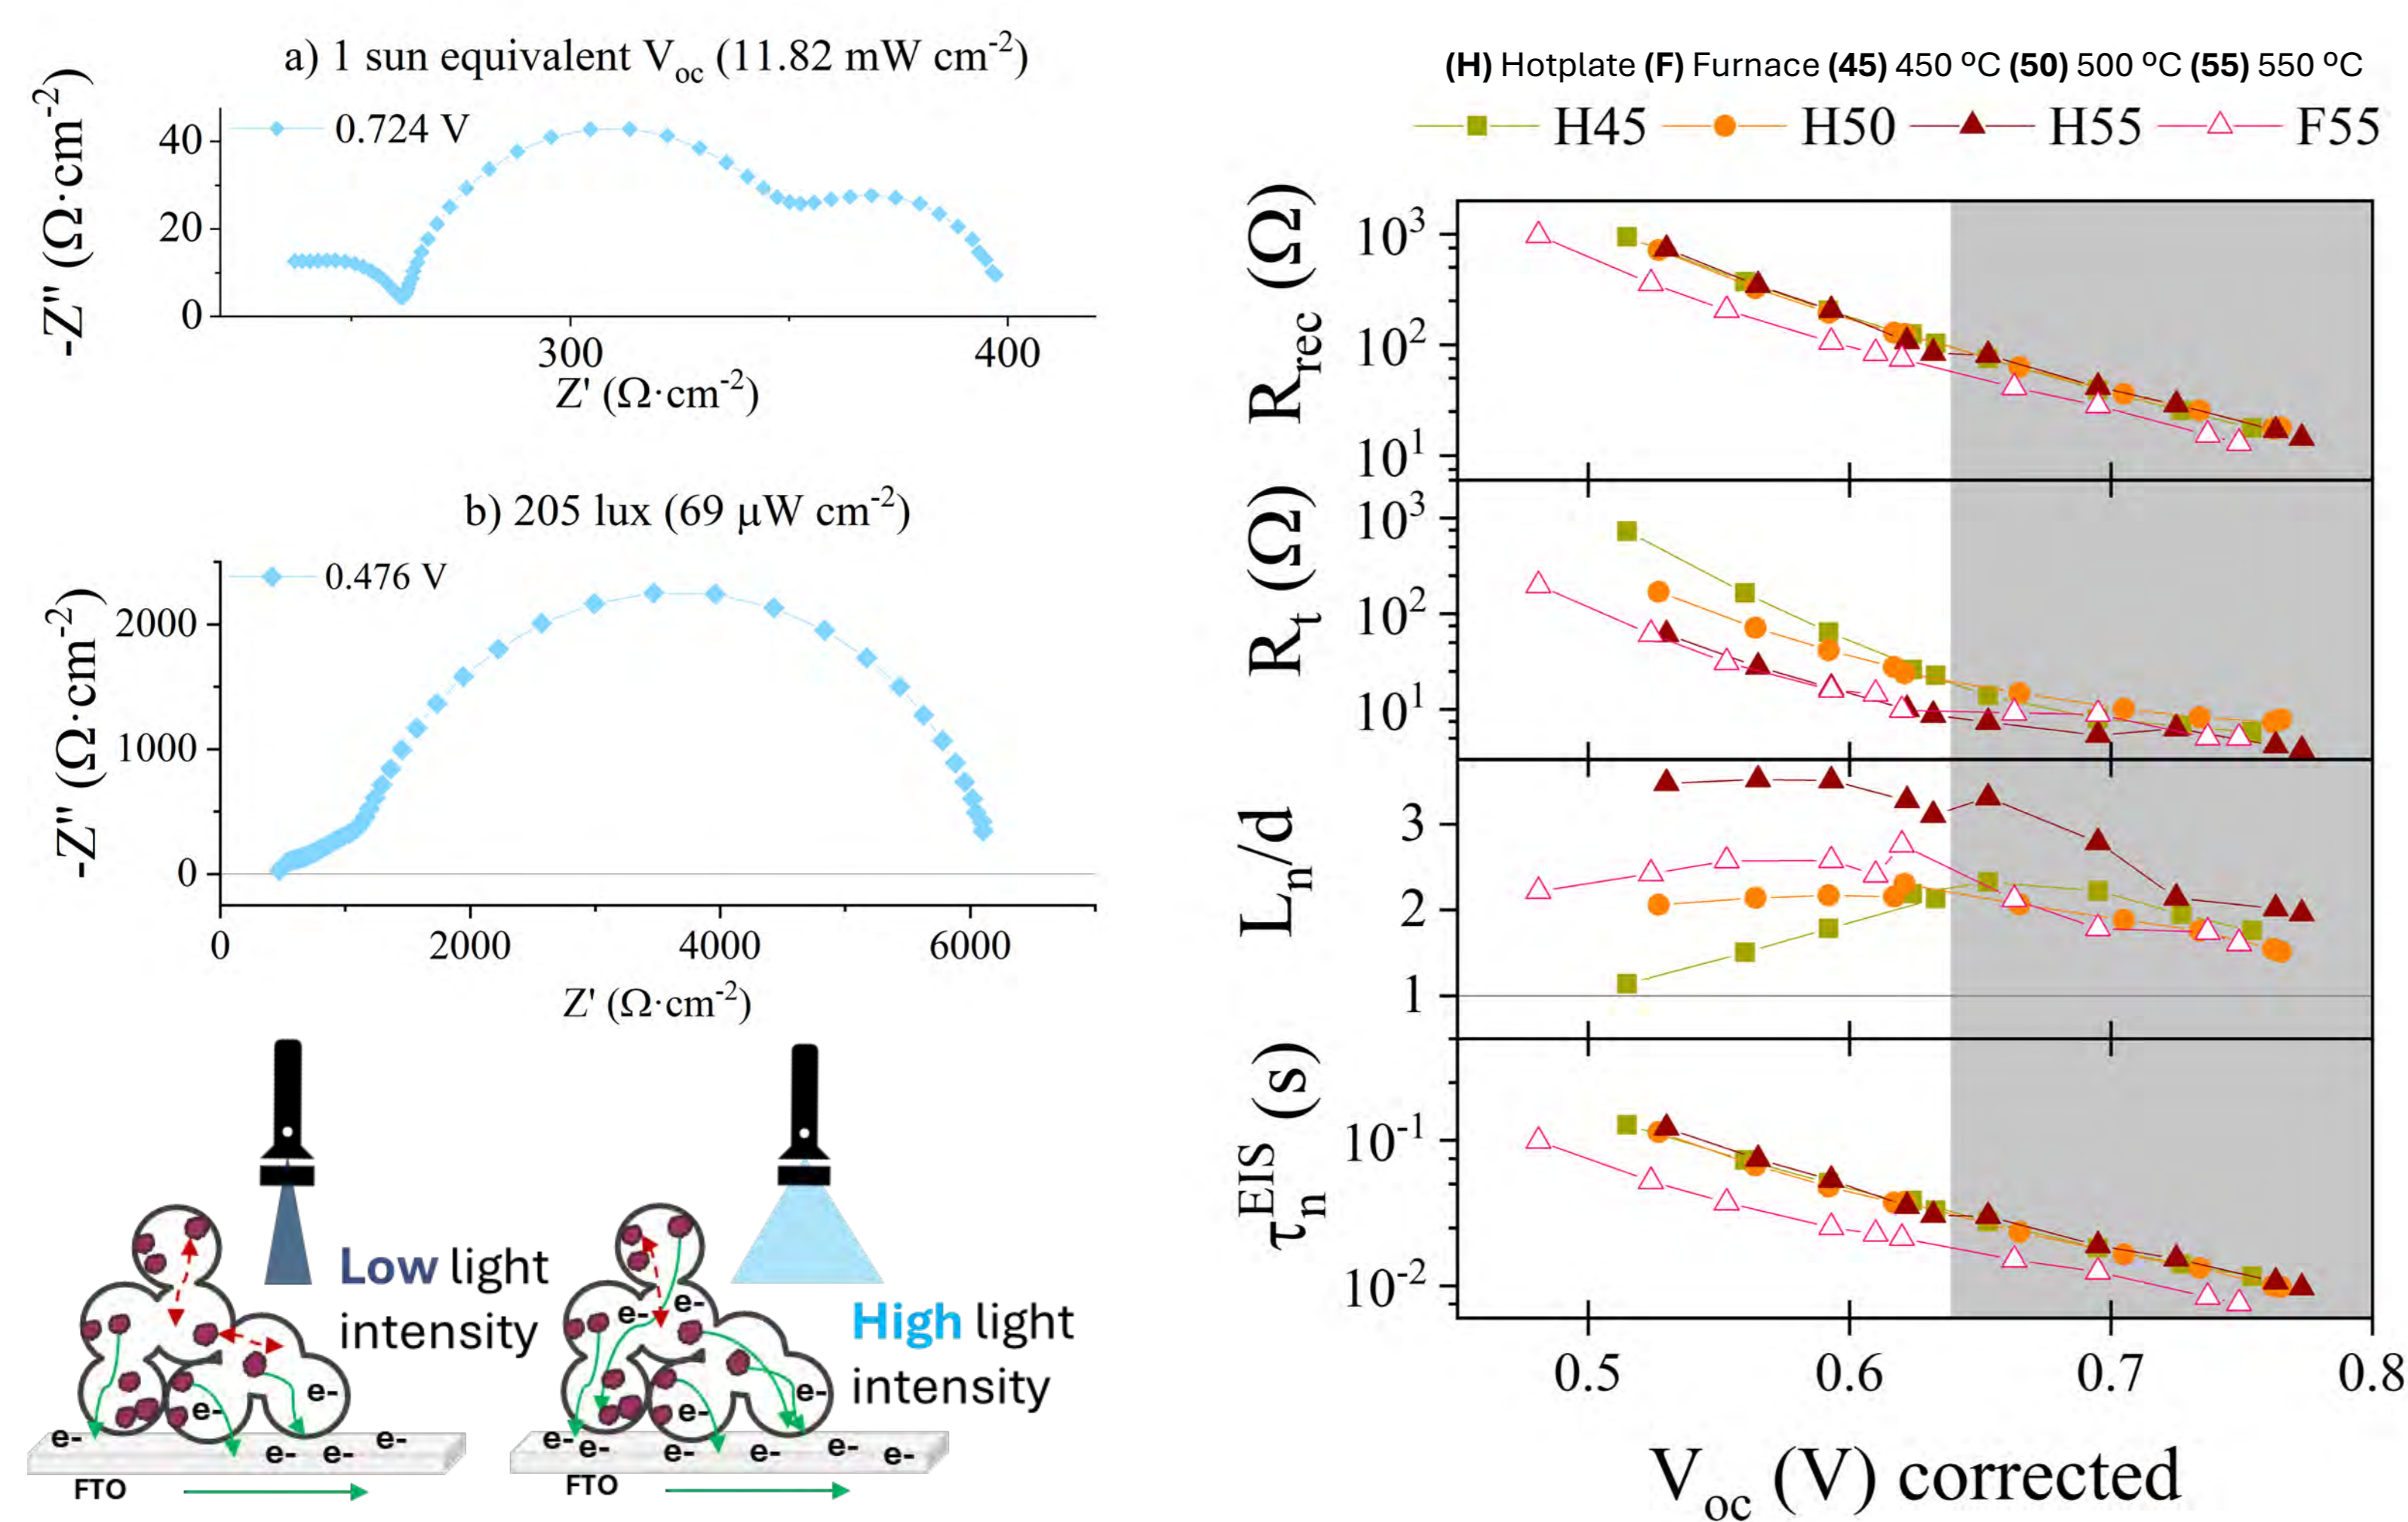 a) 1 sun equivalent Voc (11.82 mW cm-2)
0.724 V
-Z" (Ω·cm-2)
40
20
0
300
400
Z' (Ω·cm-2)
b) 205 lux (69 μW cm-2)
0.476 V
-Z" (Ω·cm-2)
2000
1000
0
0
2000
4000
6000
Z' (Ω·cm-2)
Low light
intensity
High light
intensity
e-
e-
e-
e-
e-
e-
FTO
e-
e-
e-
e-
e-
e-
e-
e-
e-
e-
FTO
(H) Hotplate (F) Furnace (45) 450 ºC (50) 500 ºC (55) 550 ºC
H45
H50
H55
F55
Rrec (Ω)
103
102
101
Rt (Ω)
103
102
101
Ln/d
3
2
1
τnEIS (s)
10-1
10-2
0.5
0.6
0.7
0.8
Voc (V) corrected